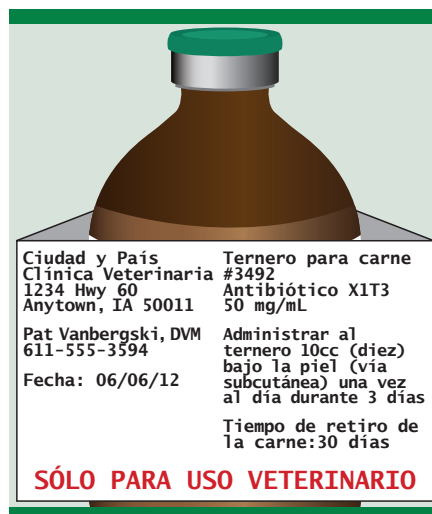 Ciudad y País
Clínica Veterinaria
1234 Hwy 60
Anytown, IA 50011
Pat Vanbergski, DVM
611-555-3594
Fecha: 06/06/12
Ternero para carne
#3492
Antibiótico X1T3
50 mg/mL
Administrar al
ternero 10cc (diez)
bajo la piel (vía
subcutánea) una vez
al día durante 3 días
Tiempo de retiro de
la carne:30 días
SÓLO PARA USO VETERINARIO